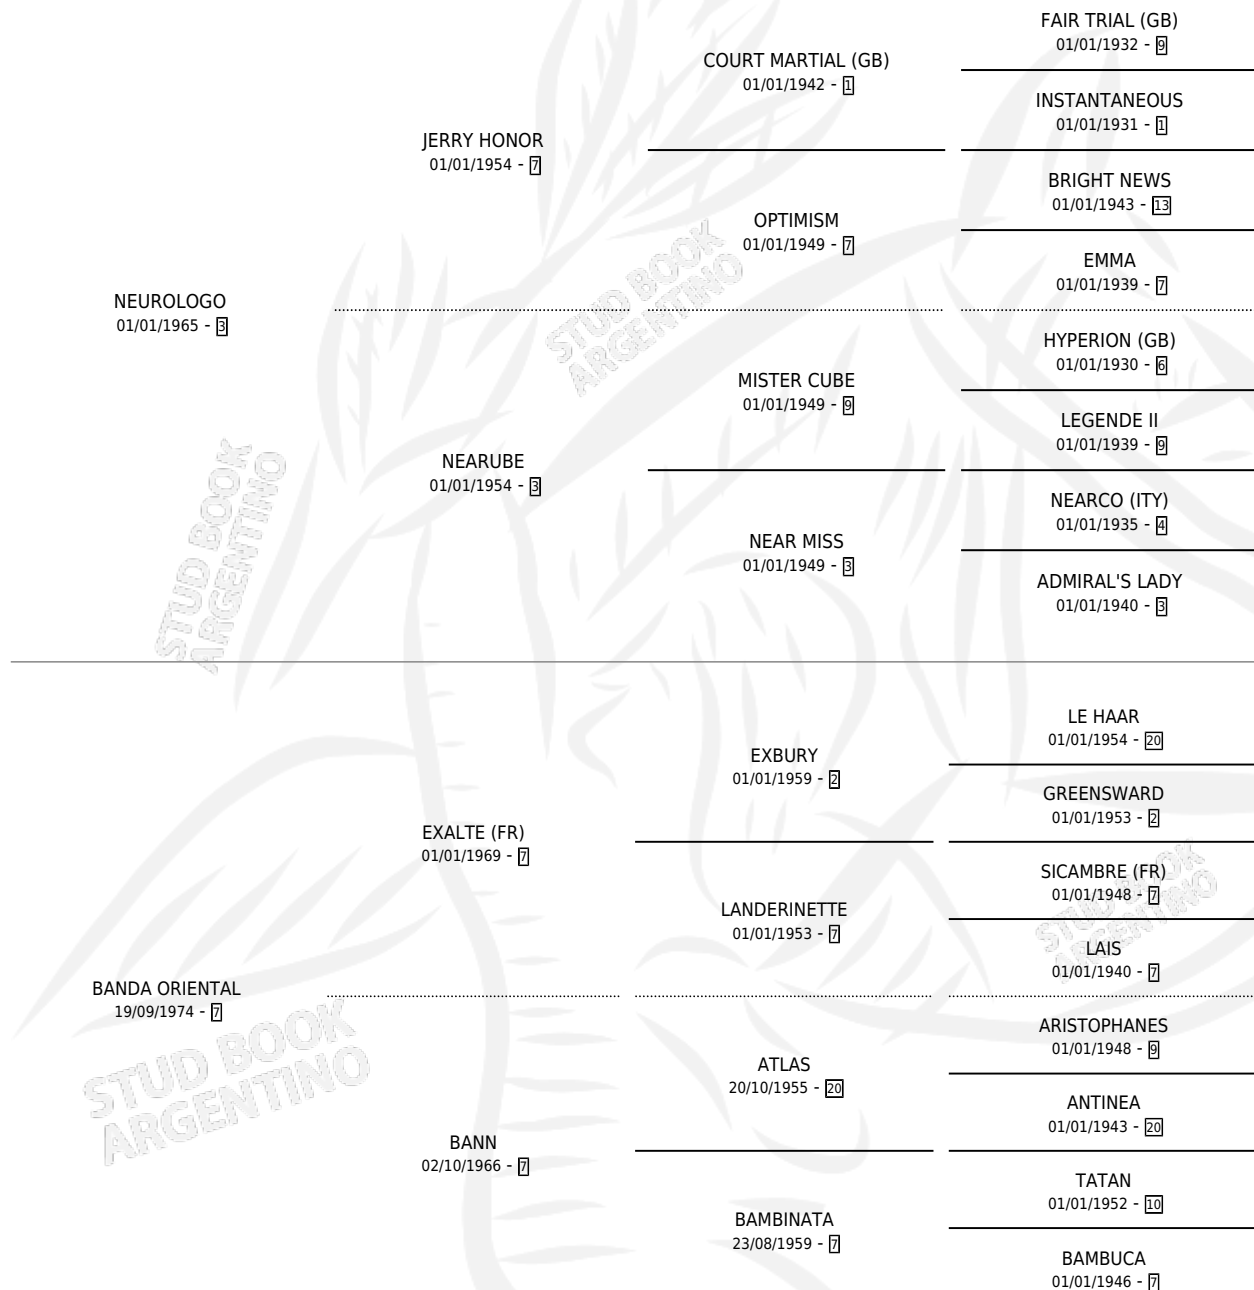 FAIR TRIAL (GB)
01/01/1932 - 9
COURT MARTIAL (GB)
01/01/1942 - 1
INSTANTANEOUS
01/01/1931 - 1
JERRY HONOR
01/01/1954 - 7
BRIGHT NEWS
01/01/1943 - 13
OPTIMISM
01/01/1949 - 7
EMMA
01/01/1939 - 7
NEUROLOGO
01/01/1965 - 3
STUD BOOK
ARGENTINO
HYPERION (GB)
01/01/1930 - 6
MISTER CUBE
01/01/1949 - 9
LEGENDE II
01/01/1939 - 9
NEARUBE
01/01/1954 - 3
NEARCO (ITY)
01/01/1935 - 4
NEAR MISS
01/01/1949 - 3
ADMIRAL'S LADY
01/01/1940 - 3
STUD BOOK
ARGENTINO
LE HAAR
01/01/1954 - 20
EXBURY
01/01/1959 - 2
GREENSWARD
01/01/1953 - 2
EXALTE (FR)
01/01/1969 - 7
SICAMBRE (FR)
01/01/1948 - 7
STUD BOOK
ARGENTINO
LANDERINETTE
01/01/1953 - 7
LAIS
01/01/1940 - 7
BANDA ORIENTAL
19/09/1974 - 7
STUD BOOK
ARGENTINO
ARISTOPHANES
01/01/1948 - 9
ATLAS
20/10/1955 - 20
ANTINEA
01/01/1943 - 20
BANN
02/10/1966 - 7
TATAN
01/01/1952 - 10
BAMBINATA
23/08/1959 - 7
BAMBUCA
01/01/1946 - 7